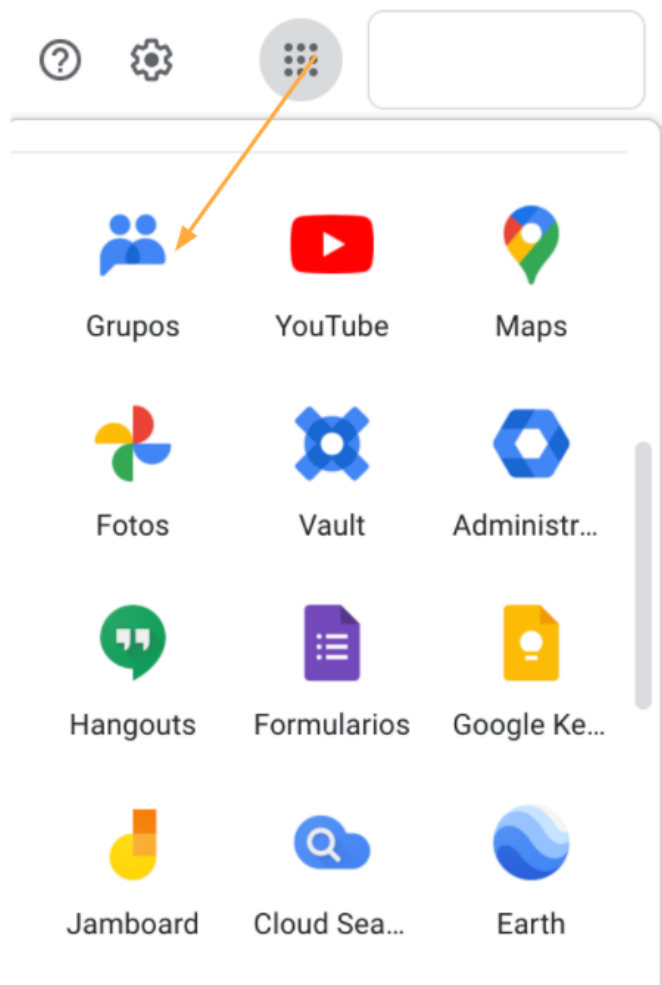 Grupos YouTube Maps
Fotos Vault Administr...
Hangouts Formularios Google Ke...
Jamboard Cloud Sea... Earth